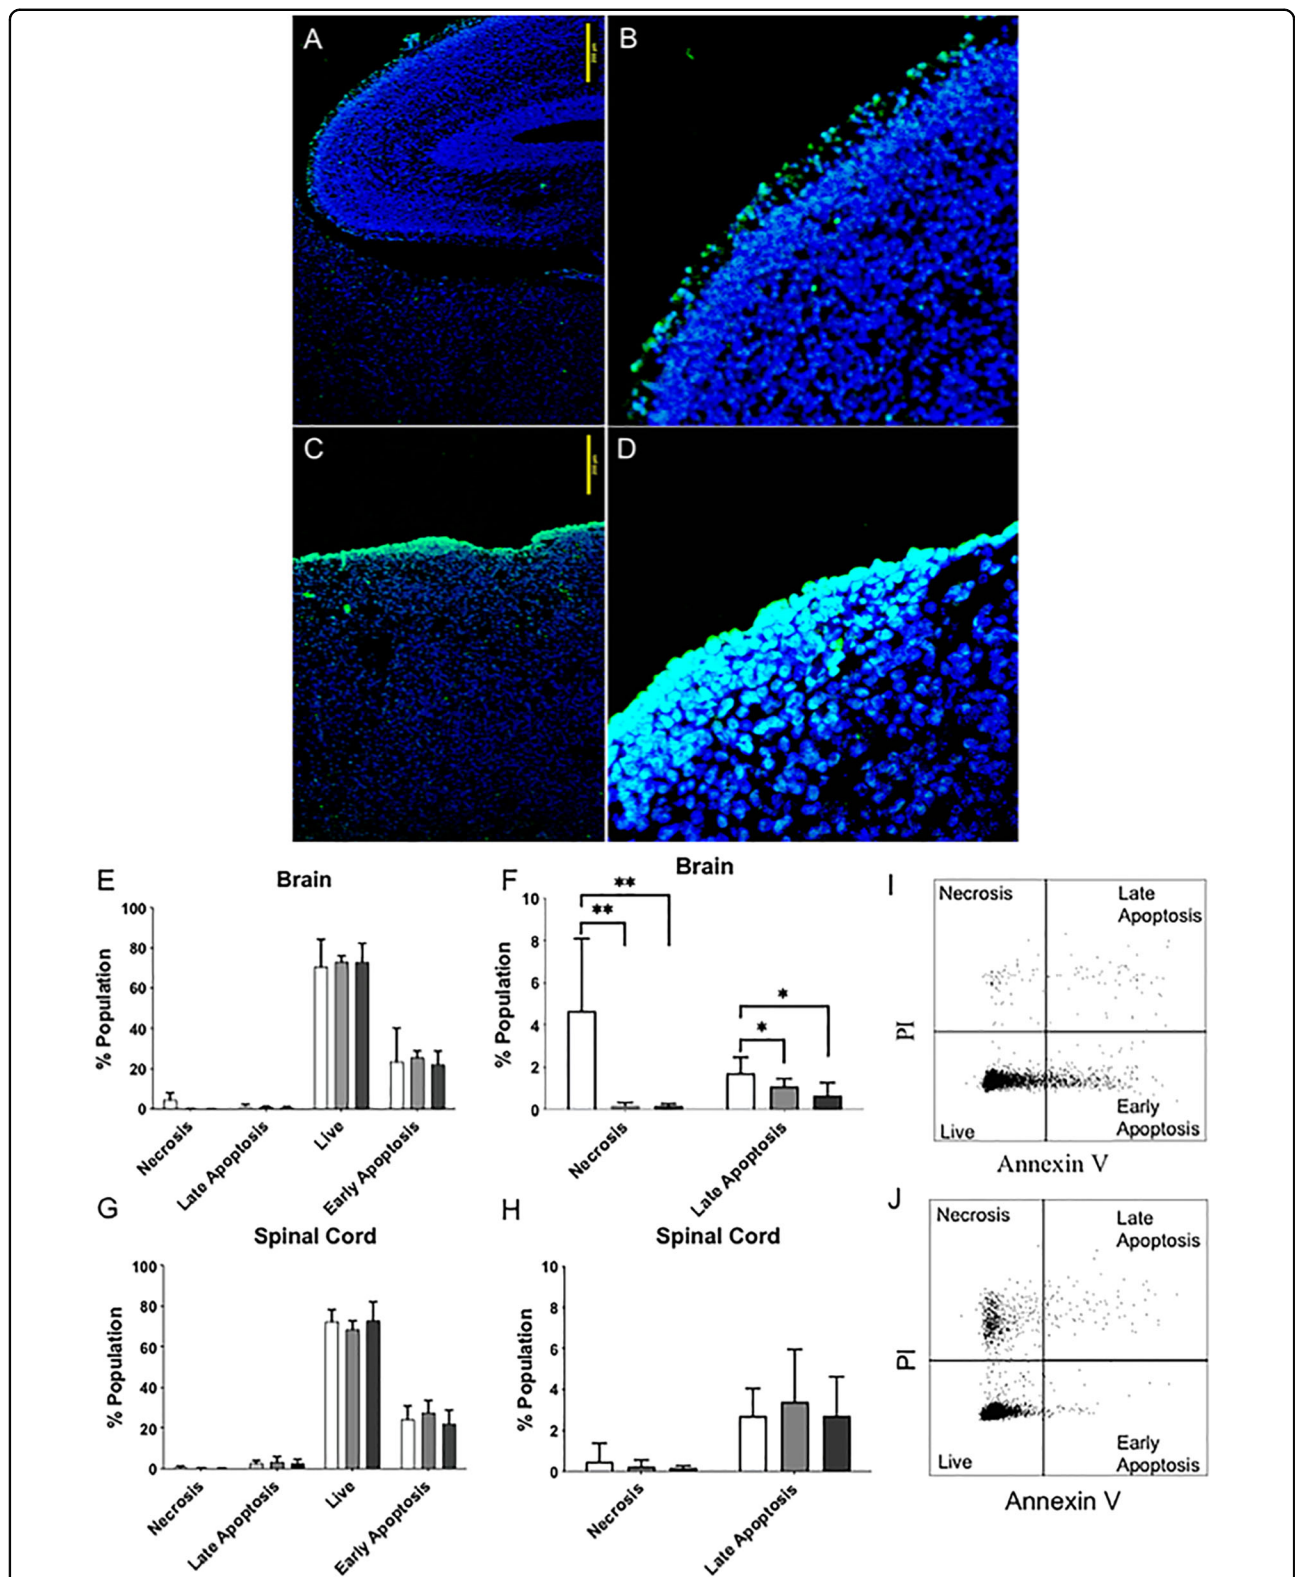 A
B
C
D
E
Brain
100
80
60
40
20
0
% Population
Necrosis
Late Apoptosis
Live
Early Apoptosis
F
Brain
**
**
*
*
10
8
6
4
2
0
% Population
Necrosis
Late Apoptosis
I
Necrosis
Late
Apoptosis
PI
Live
Early
Apoptosis
Annexin V
G
Spinal Cord
100
80
60
40
20
0
% Population
Necrosis
Late Apoptosis
Live
Early Apoptosis
H
Spinal Cord
10
8
6
4
2
0
% Population
Necrosis
Late Apoptosis
J
Necrosis
Late
Apoptosis
PI
Live
Early
Apoptosis
Annexin V